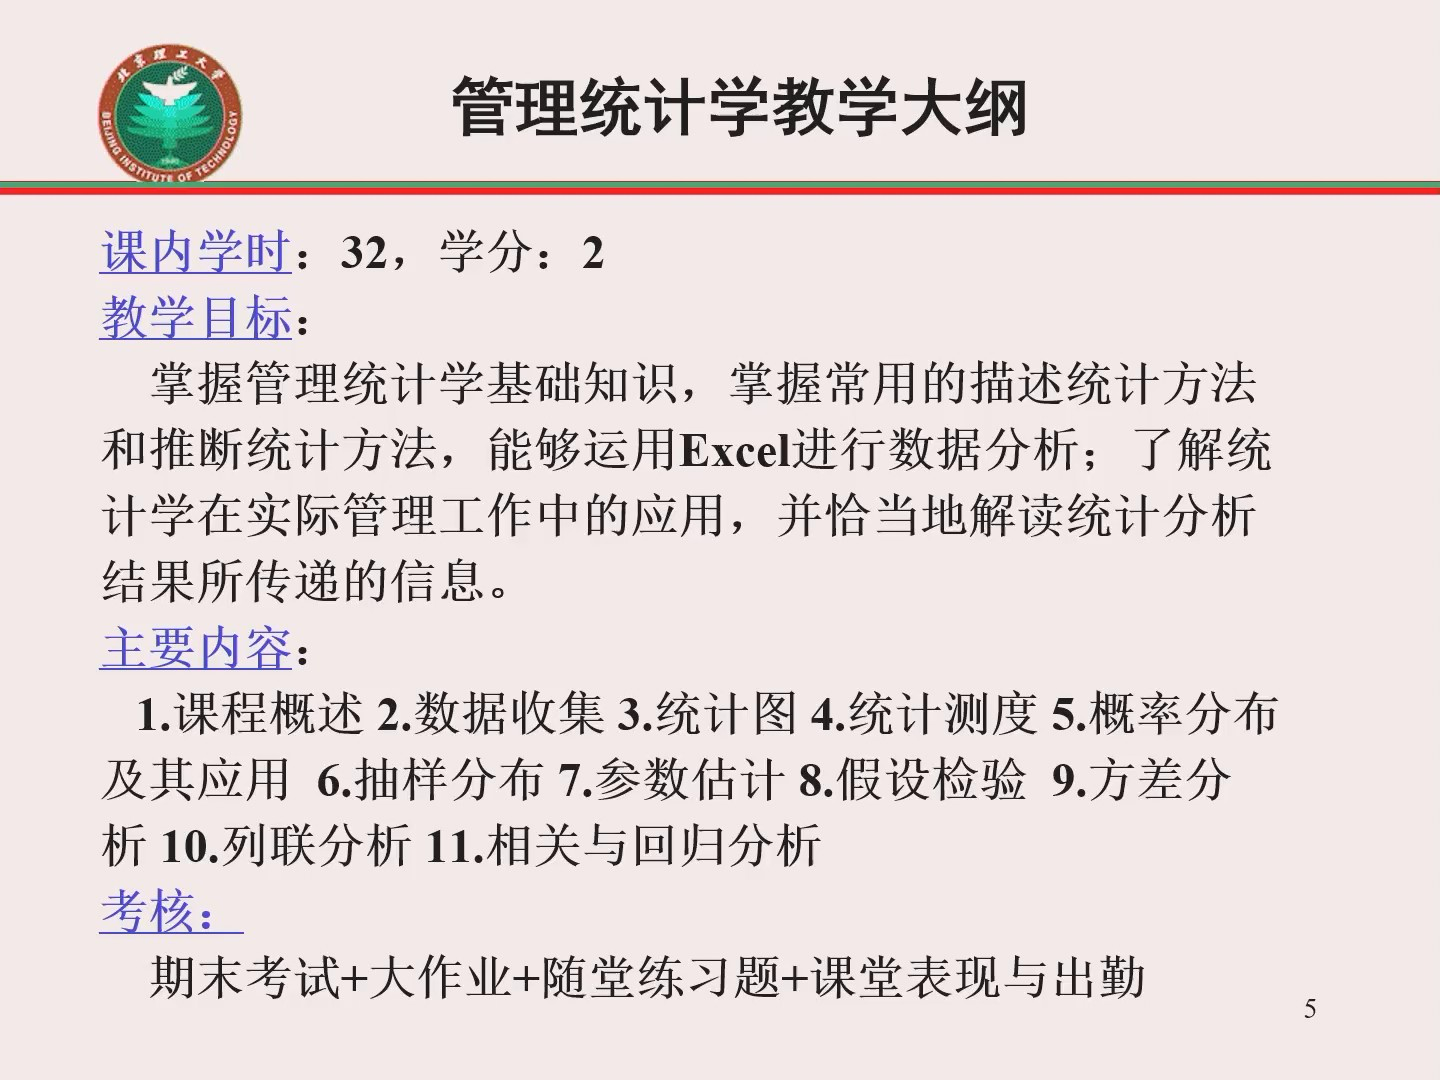 北京理工大学
BEIJING INSTITUTE OF TECHNOLOGY
1940
管理统计学教学大纲
课内学时：32，学分：2
教学目标：
掌握管理统计学基础知识，掌握常用的描述统计方法
和推断统计方法，能够运用Excel进行数据分析；了解统
计学在实际管理工作中的应用，并恰当地解读统计分析
结果所传递的信息。
主要内容：
1.课程概述 2.数据收集 3.统计图 4.统计测度 5.概率分布
及其应用 6.抽样分布 7.参数估计 8.假设检验 9.方差分
析 10.列联分析 11.相关与回归分析
考核：
期末考试+大作业+随堂练习题+课堂表现与出勤
5